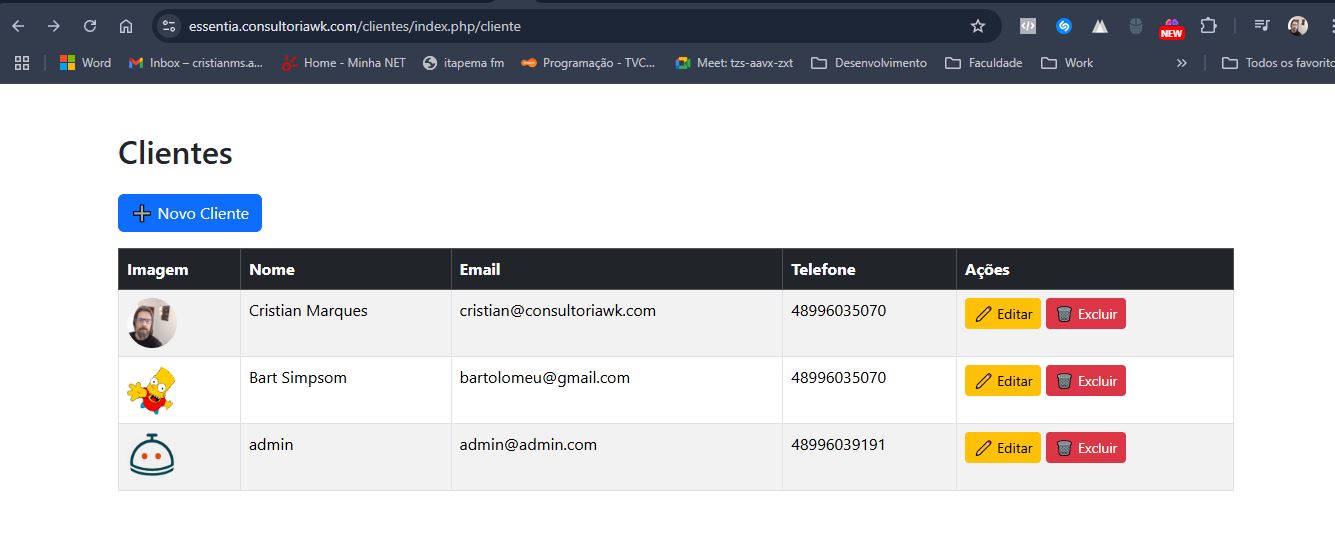 essentia.consultoriawk.com/clientes/index.php/cliente
NEW
Word
Inbox – cristianms.a...
Home - Minha NET
itapema fm
Programação - TVC...
Meet: tzs-aavx-zxt
Desenvolvimento
Faculdade
Work
»
Todos os favorito
Clientes
Novo Cliente
Imagem Nome Email Telefone Ações
Cristian Marques cristian@consultoriawk.com 48996035070 Editar Excluir
Bart Simpsom bartolomeu@gmail.com 48996035070 Editar Excluir
admin admin@admin.com 48996039191 Editar Excluir